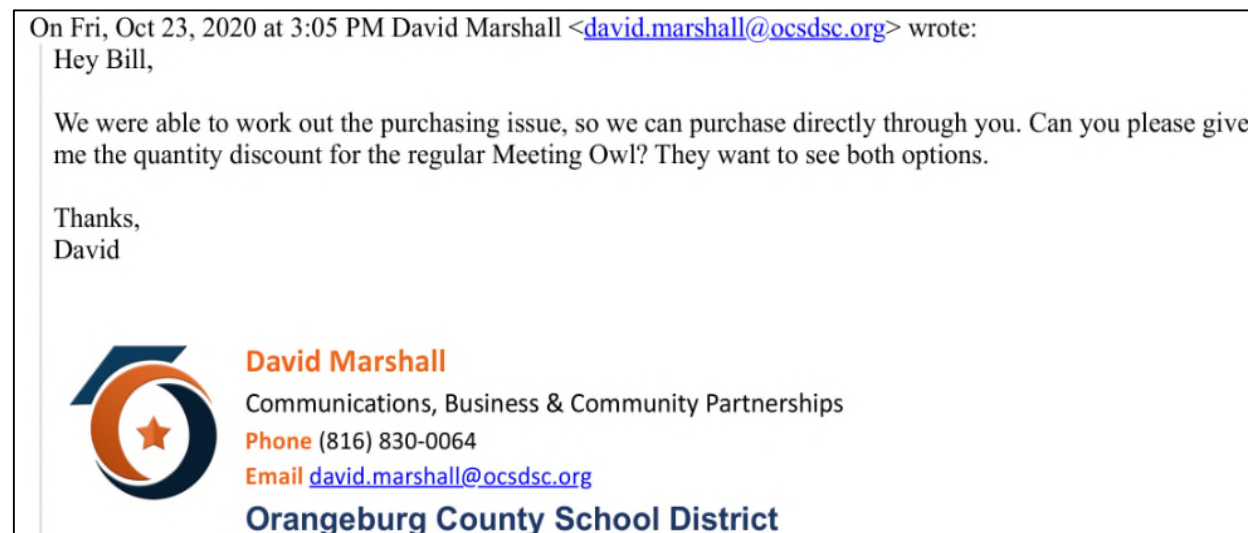 On Fri, Oct 23, 2020 at 3:05 PM David Marshall <david.marshall@ocsdsc.org> wrote:
Hey Bill,
We were able to work out the purchasing issue, so we can purchase directly through you. Can you please give
me the quantity discount for the regular Meeting Owl? They want to see both options.
Thanks,
David
David Marshall
Communications, Business & Community Partnerships
Phone (816) 830-0064
Email david.marshall@ocsdsc.org
Orangeburg County School District